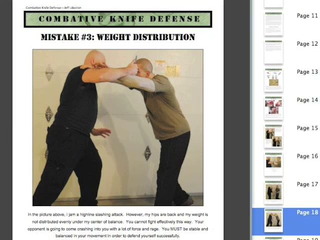 Combative Knife Defense
COMBATIVE KNIFE DEFENSE
MISTAKE #3: WEIGHT DISTRIBUTION
In the picture above, I jam a highline slashing attack. However, my hips are back and my weight is
not distributed evenly under my center of balance. You cannot fight effectively this way. Your
opponent is going to come crashing into you with a lot of force and rage. You MUST be stable and
balanced in your movement in order to defend yourself successfully.
Page 11
Page 12
Page 13
Page 14
Page 15
Page 16
Page 17
Page 18